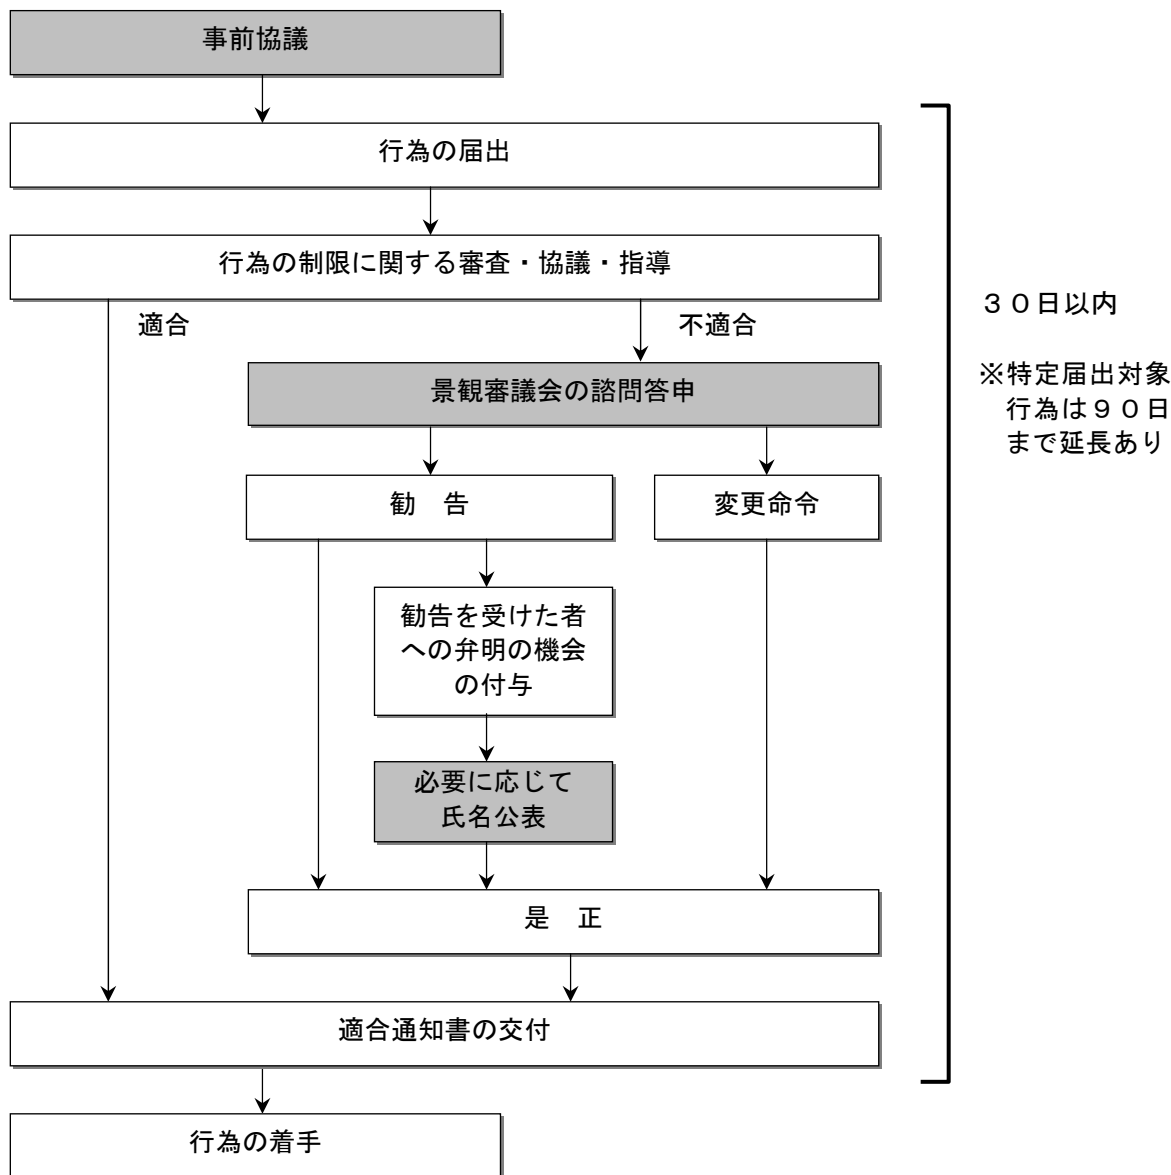 事前協議
行為の届出
行為の制限に関する審査・協議・指導
適合
不適合
３０日以内
※特定届出対象
行為は９０日
まで延長あり
景観審議会の諮問答申
勧　告
変更命令
勧告を受けた者
への弁明の機会
の付与
必要に応じて
氏名公表
是　正
適合通知書の交付
行為の着手